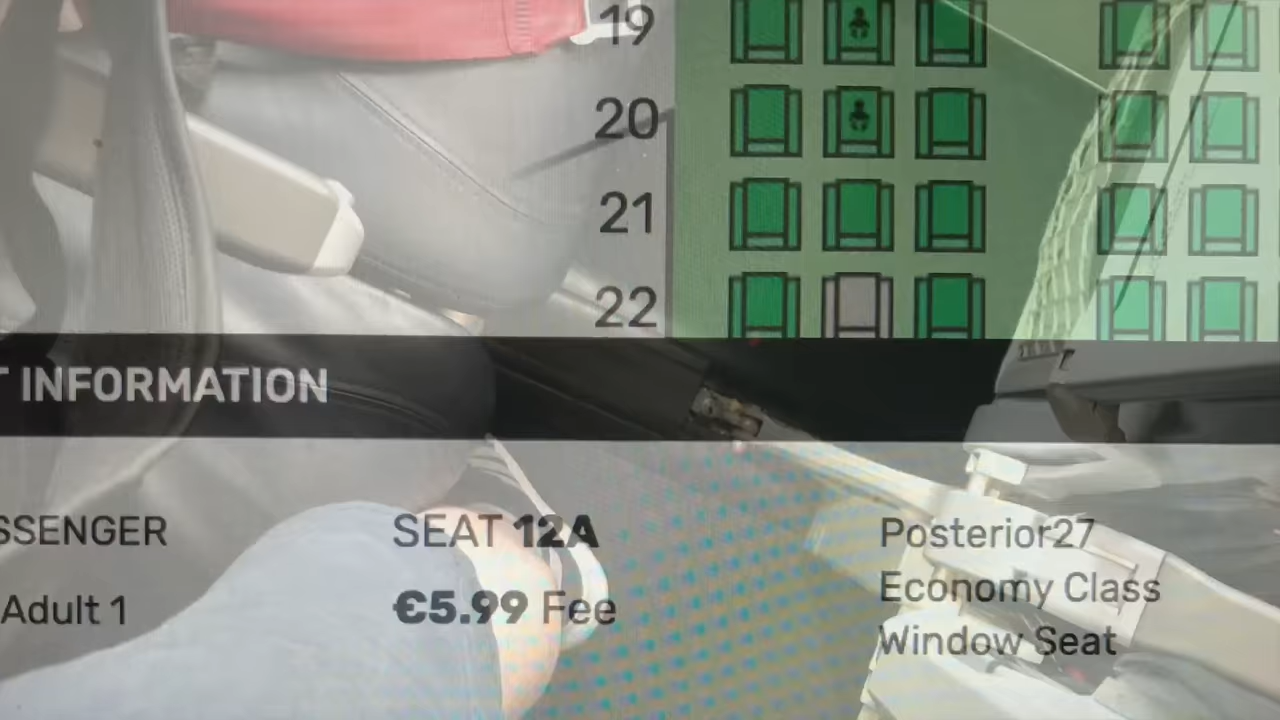 19
20
21
22
T INFORMATION
SSENGER
SEAT 12A
Posterior27
Adult 1
€5.99 Fee
Economy Class
Window Seat